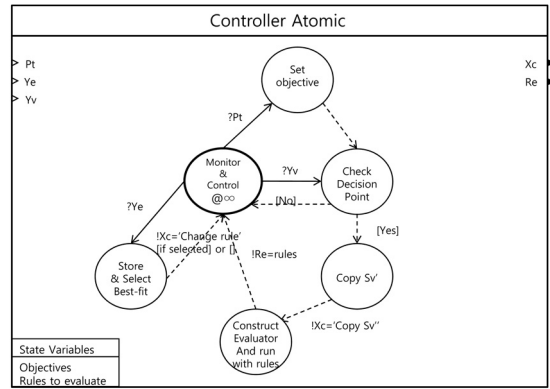 Controller Atomic
Pt
Ye
Yv
Xc
Re
Set
objective
?Pt
Monitor
&
Control
@∞
?Yv
Check
Decision
Point
[No]
?Ye
[Yes]
!Xc='Change rule'
[if selected] or []
!Re=rules
Store
& Select
Best-fit
Copy Sv'
!Xc='Copy Sv''
Construct
Evaluator
And run
with rules
State Variables
Objectives
Rules to evaluate